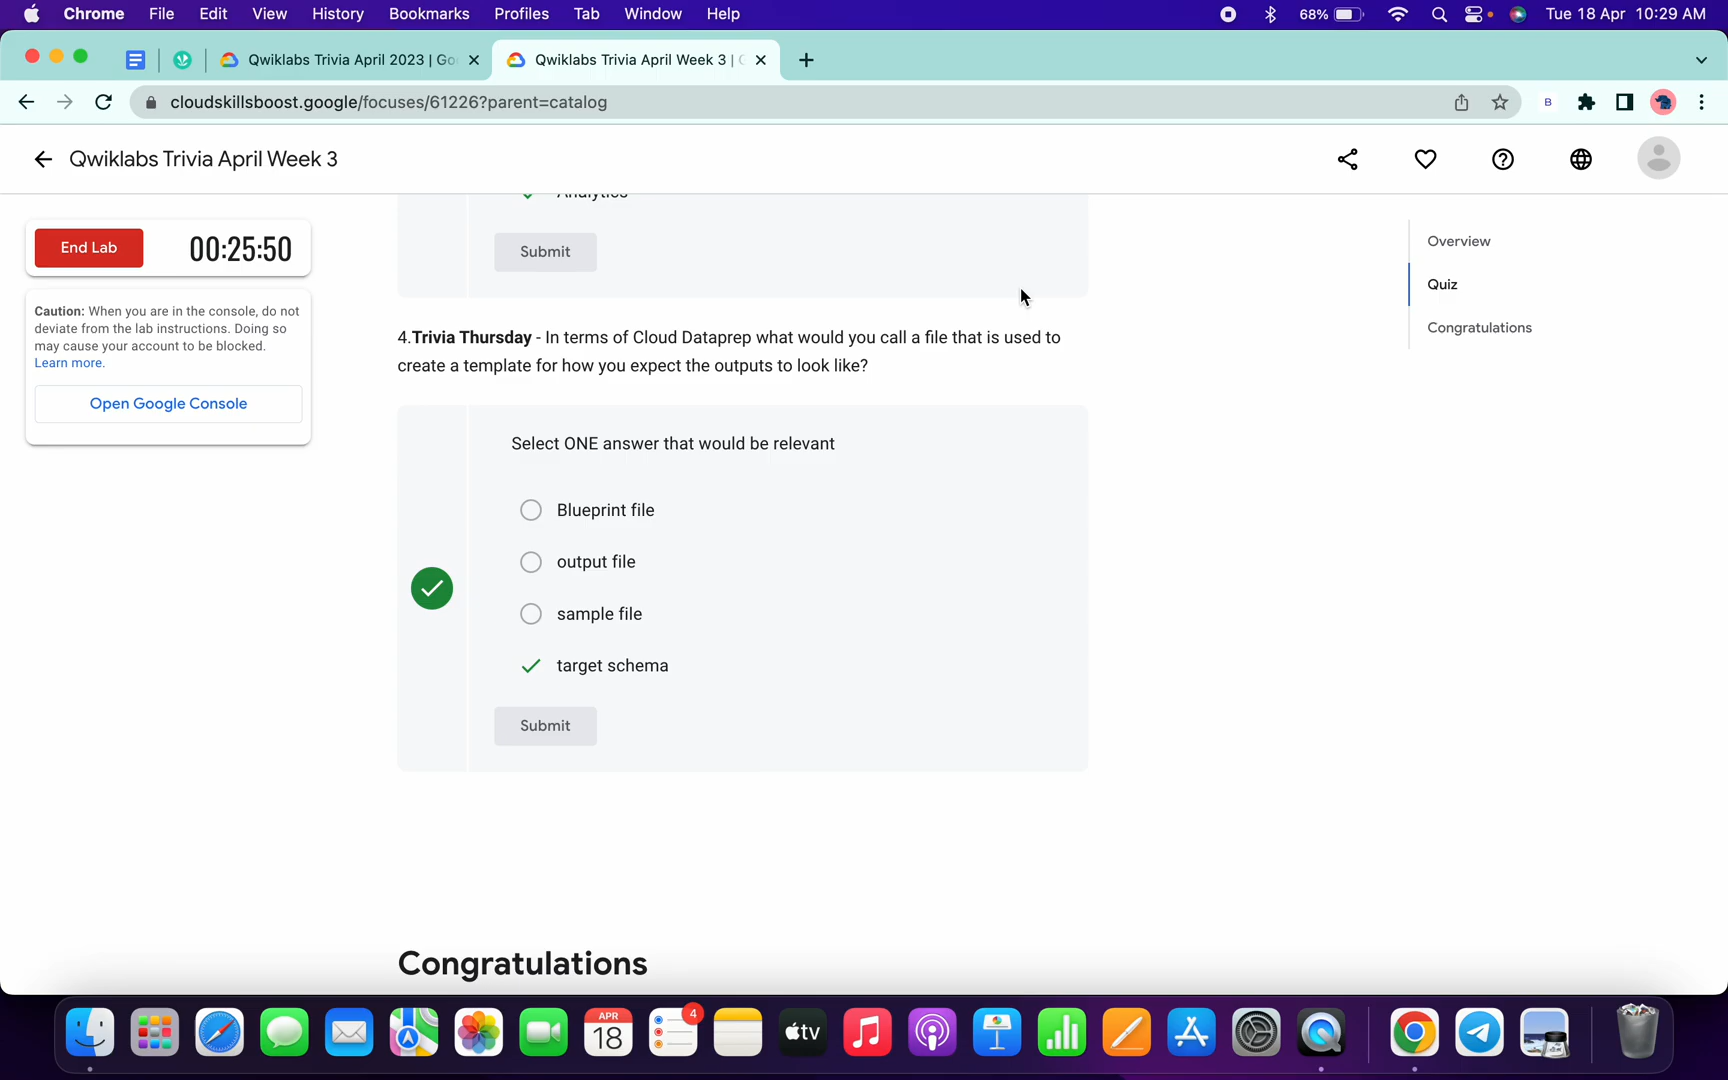 Chrome File Edit View History Bookmarks Profiles Tab Window Help 68% Tue 18 Apr 10:29 AM
Qwiklabs Trivia April 2023 | Go Qwiklabs Trivia April Week 3 |
cloudskillsboost.google/focuses/61226?parent=catalog B
Qwiklabs Trivia April Week 3
Analytics
End Lab 00:25:50
Submit
Caution: When you are in the console, do not
deviate from the lab instructions. Doing so
may cause your account to be blocked.
Learn more.
Open Google Console
4.Trivia Thursday - In terms of Cloud Dataprep what would you call a file that is used to
create a template for how you expect the outputs to look like?
Select ONE answer that would be relevant
Blueprint file
output file
sample file
target schema
Submit
Congratulations
Overview
Quiz
Congratulations
APR
18
4
tv